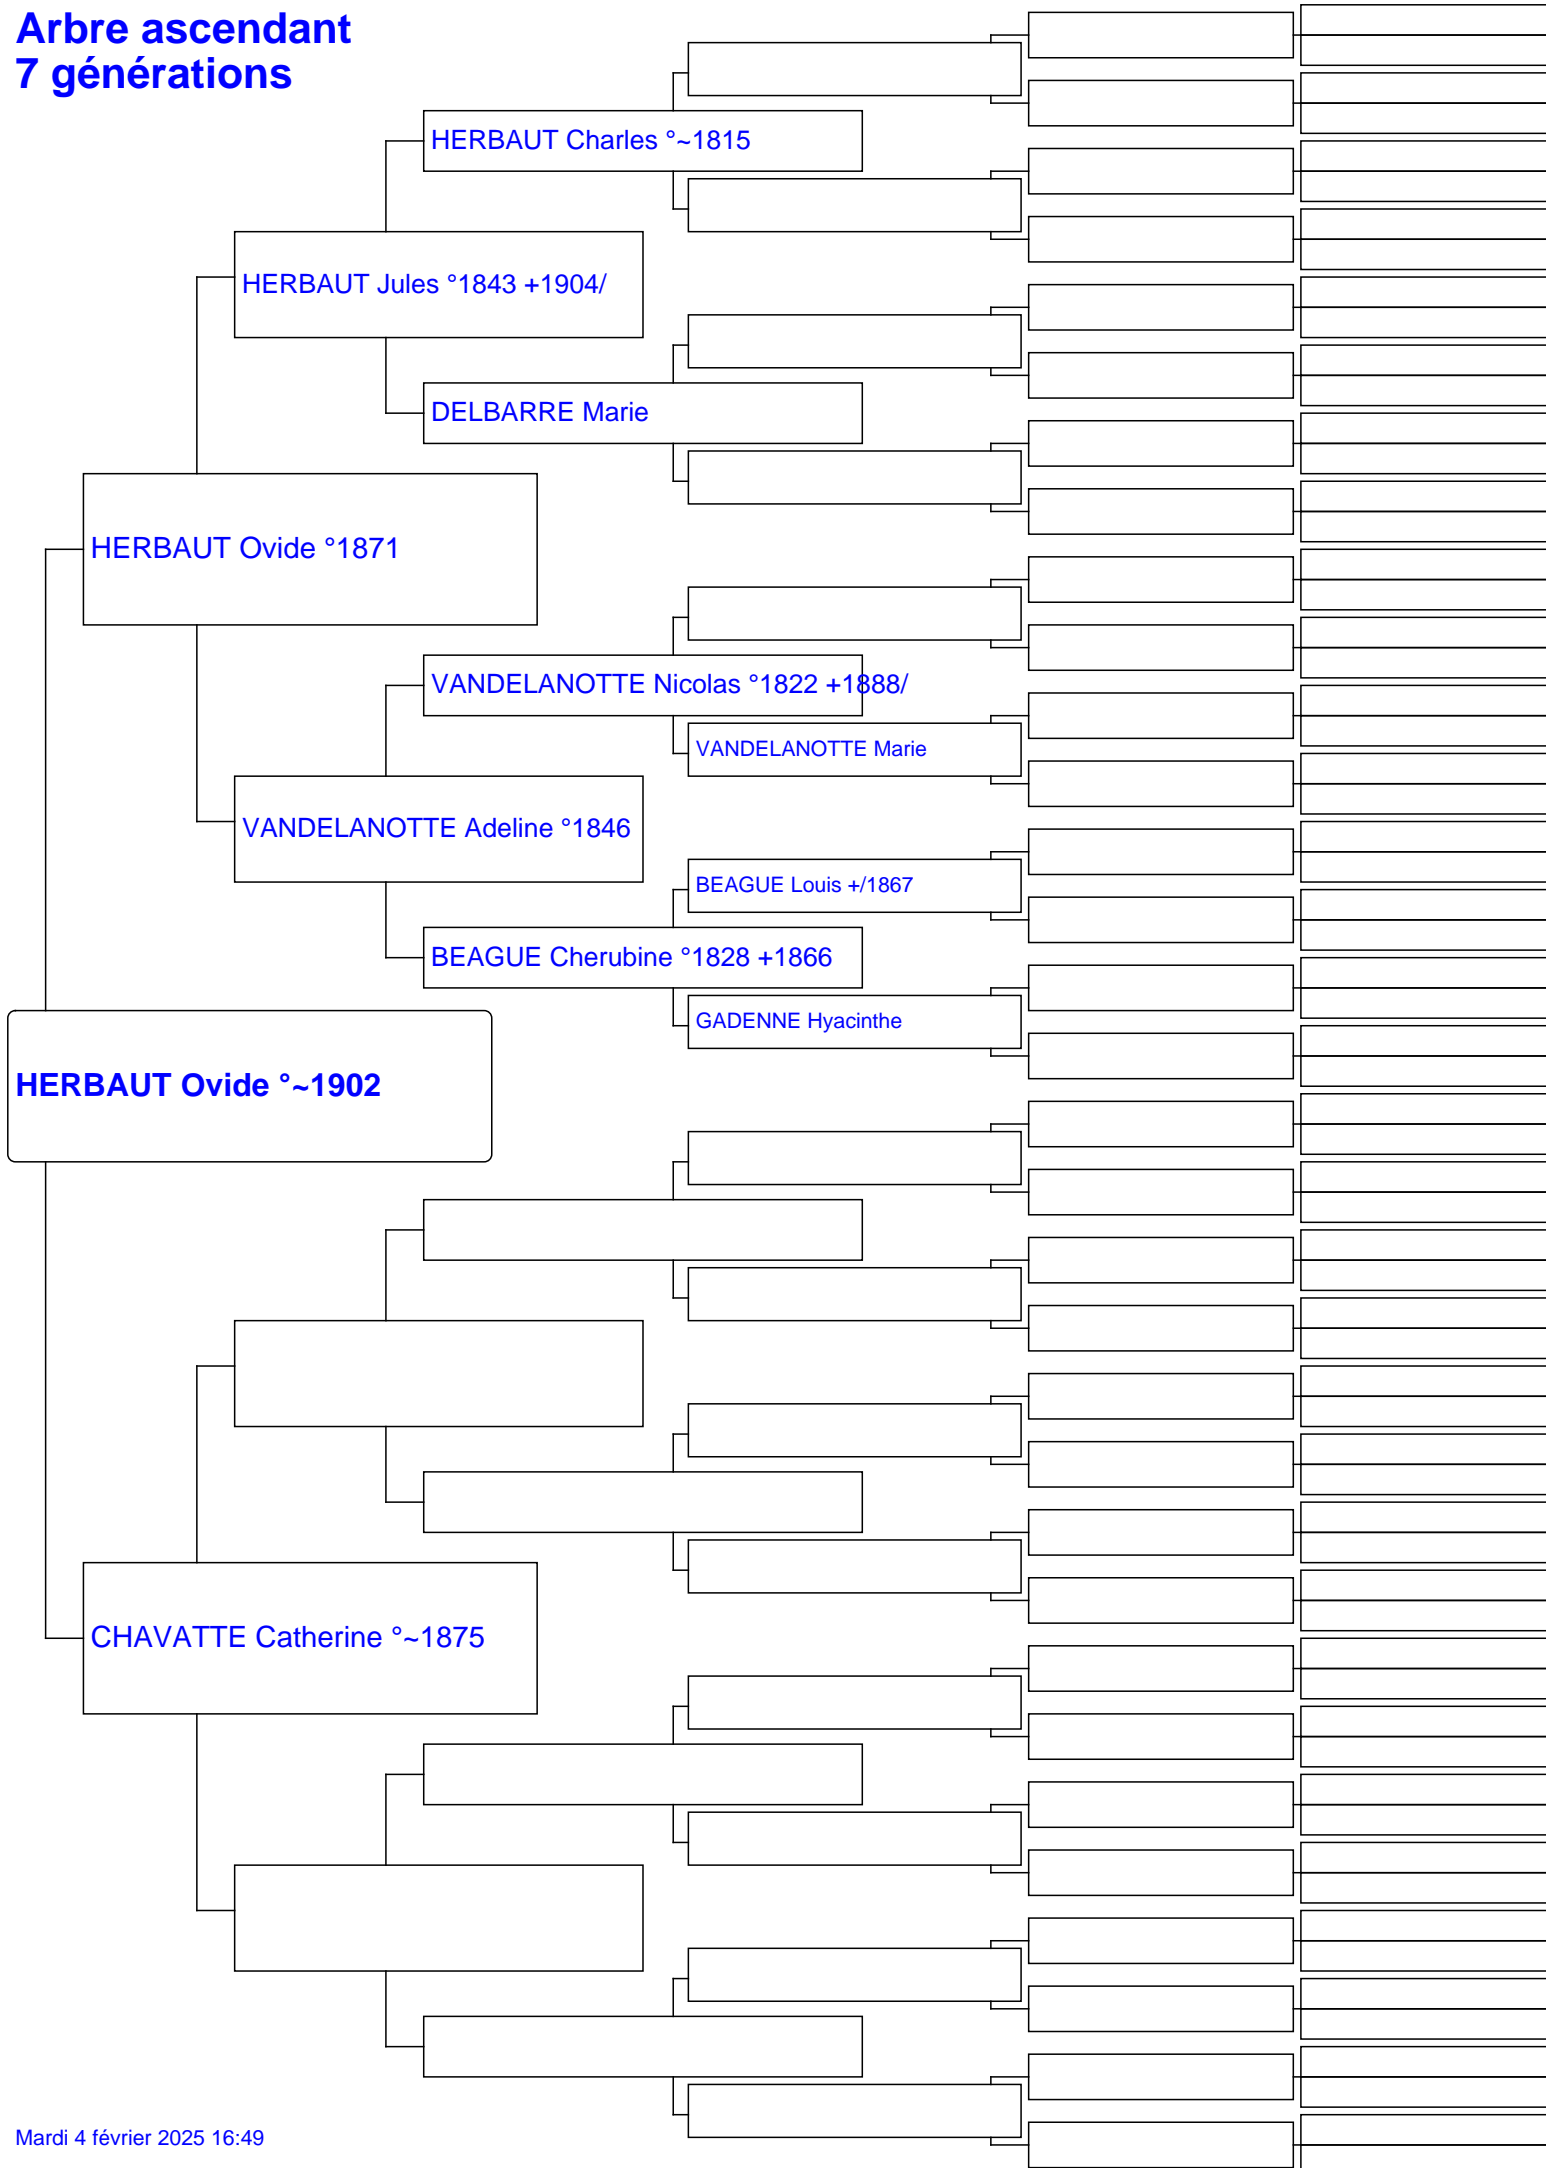 Arbre ascendant
7 générations
HERBAUT Charles °~1815
HERBAUT Jules °1843 +1904/
DELBARRE Marie
HERBAUT Ovide °1871
VANDELANOTTE Nicolas °1822 +1888/
VANDELANOTTE Marie
VANDELANOTTE Adeline °1846
BEAGUE Louis +/1867
BEAGUE Cherubine °1828 +1866
GADENNE Hyacinthe
HERBAUT Ovide °~1902
CHAVATTE Catherine °~1875
Mardi 4 février 2025 16:49